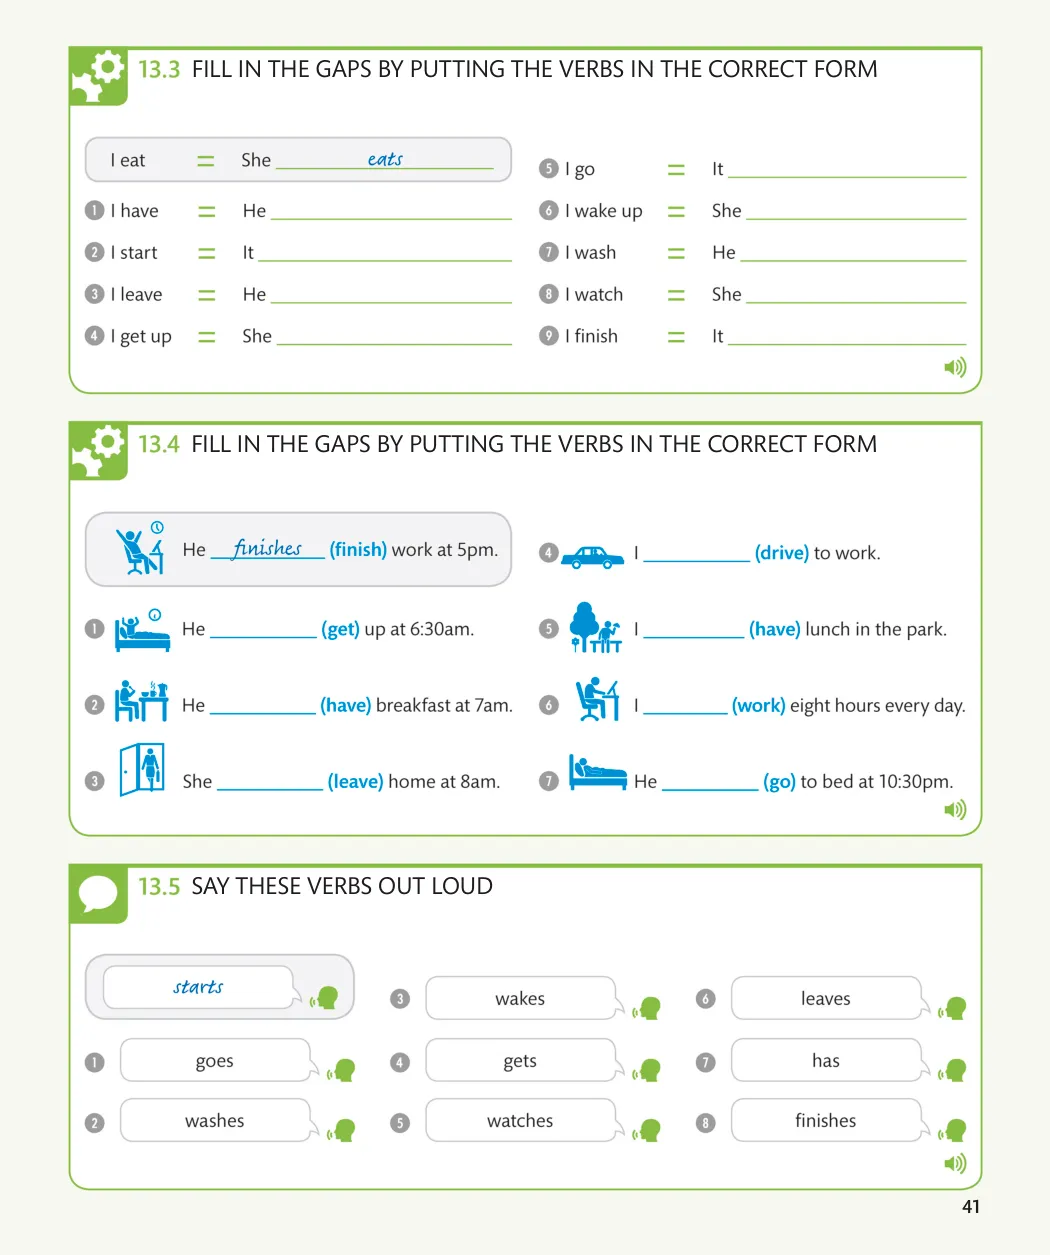 13.3 FILL IN THE GAPS BY PUTTING THE VERBS IN THE CORRECT FORM
I eat = She eats
1 I have = He
2 I start = It
3 I leave = He
4 I get up = She
5 I go = It
6 I wake up = She
7 I wash = He
8 I watch = She
9 I finish = It
13.4 FILL IN THE GAPS BY PUTTING THE VERBS IN THE CORRECT FORM
He finishes (finish) work at 5pm.
1 He ___ (get) up at 6:30am.
2 He ___ (have) breakfast at 7am.
3 She ___ (leave) home at 8am.
4 I ___ (drive) to work.
5 I ___ (have) lunch in the park.
6 I ___ (work) eight hours every day.
7 He ___ (go) to bed at 10:30pm.
13.5 SAY THESE VERBS OUT LOUD
starts
1 goes
2 washes
3 wakes
4 gets
5 watches
6 leaves
7 has
8 finishes
41